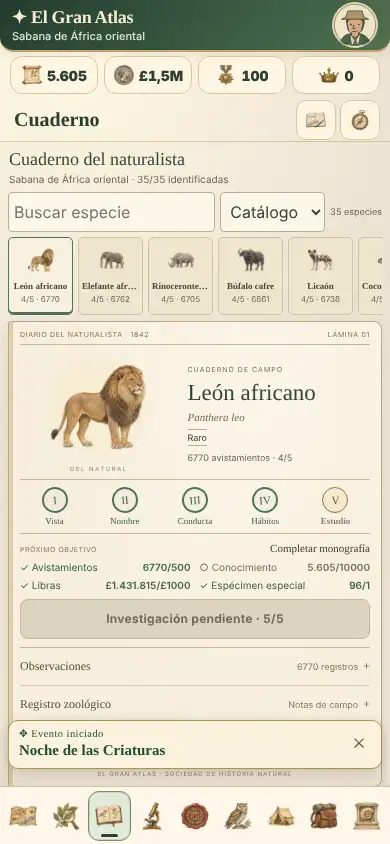 ✦ El Gran Atlas
Sabana de África oriental
5.605
£1,5M
100
0
Cuaderno
Cuaderno del naturalista
Sabana de África oriental · 35/35 identificadas
Buscar especie
Catálogo
35 especies
León africano
4/5 · 6770
Elefante afr…
4/5 · 6762
Rinoceronte…
4/5 · 6705
Búfalo cafre
4/5 · 6861
Licaón
4/5 · 6738
Coco
4/5
DIARIO DEL NATURALISTA 1842
LÁMINA 01
DEL NATURAL
CUADERNO DE CAMPO
León africano
Panthera leo
Raro
6770 avistamientos · 4/5
I
Vista
II
Nombre
III
Conducta
IV
Hábitos
V
Estudio
PRÓXIMO OBJETIVO
Completar monografía
✓ Avistamientos 6770/500
○ Conocimiento 5.605/10000
✓ Libras £1.431.815/£1000
✓ Espécimen especial 96/1
Investigación pendiente · 5/5
Observaciones
6770 registros +
Registro zoológico
Notas de campo +
✥ Evento iniciado
Noche de las Criaturas
×
EL GRAN ATLAS · SOCIEDAD DE HISTORIA NATURAL